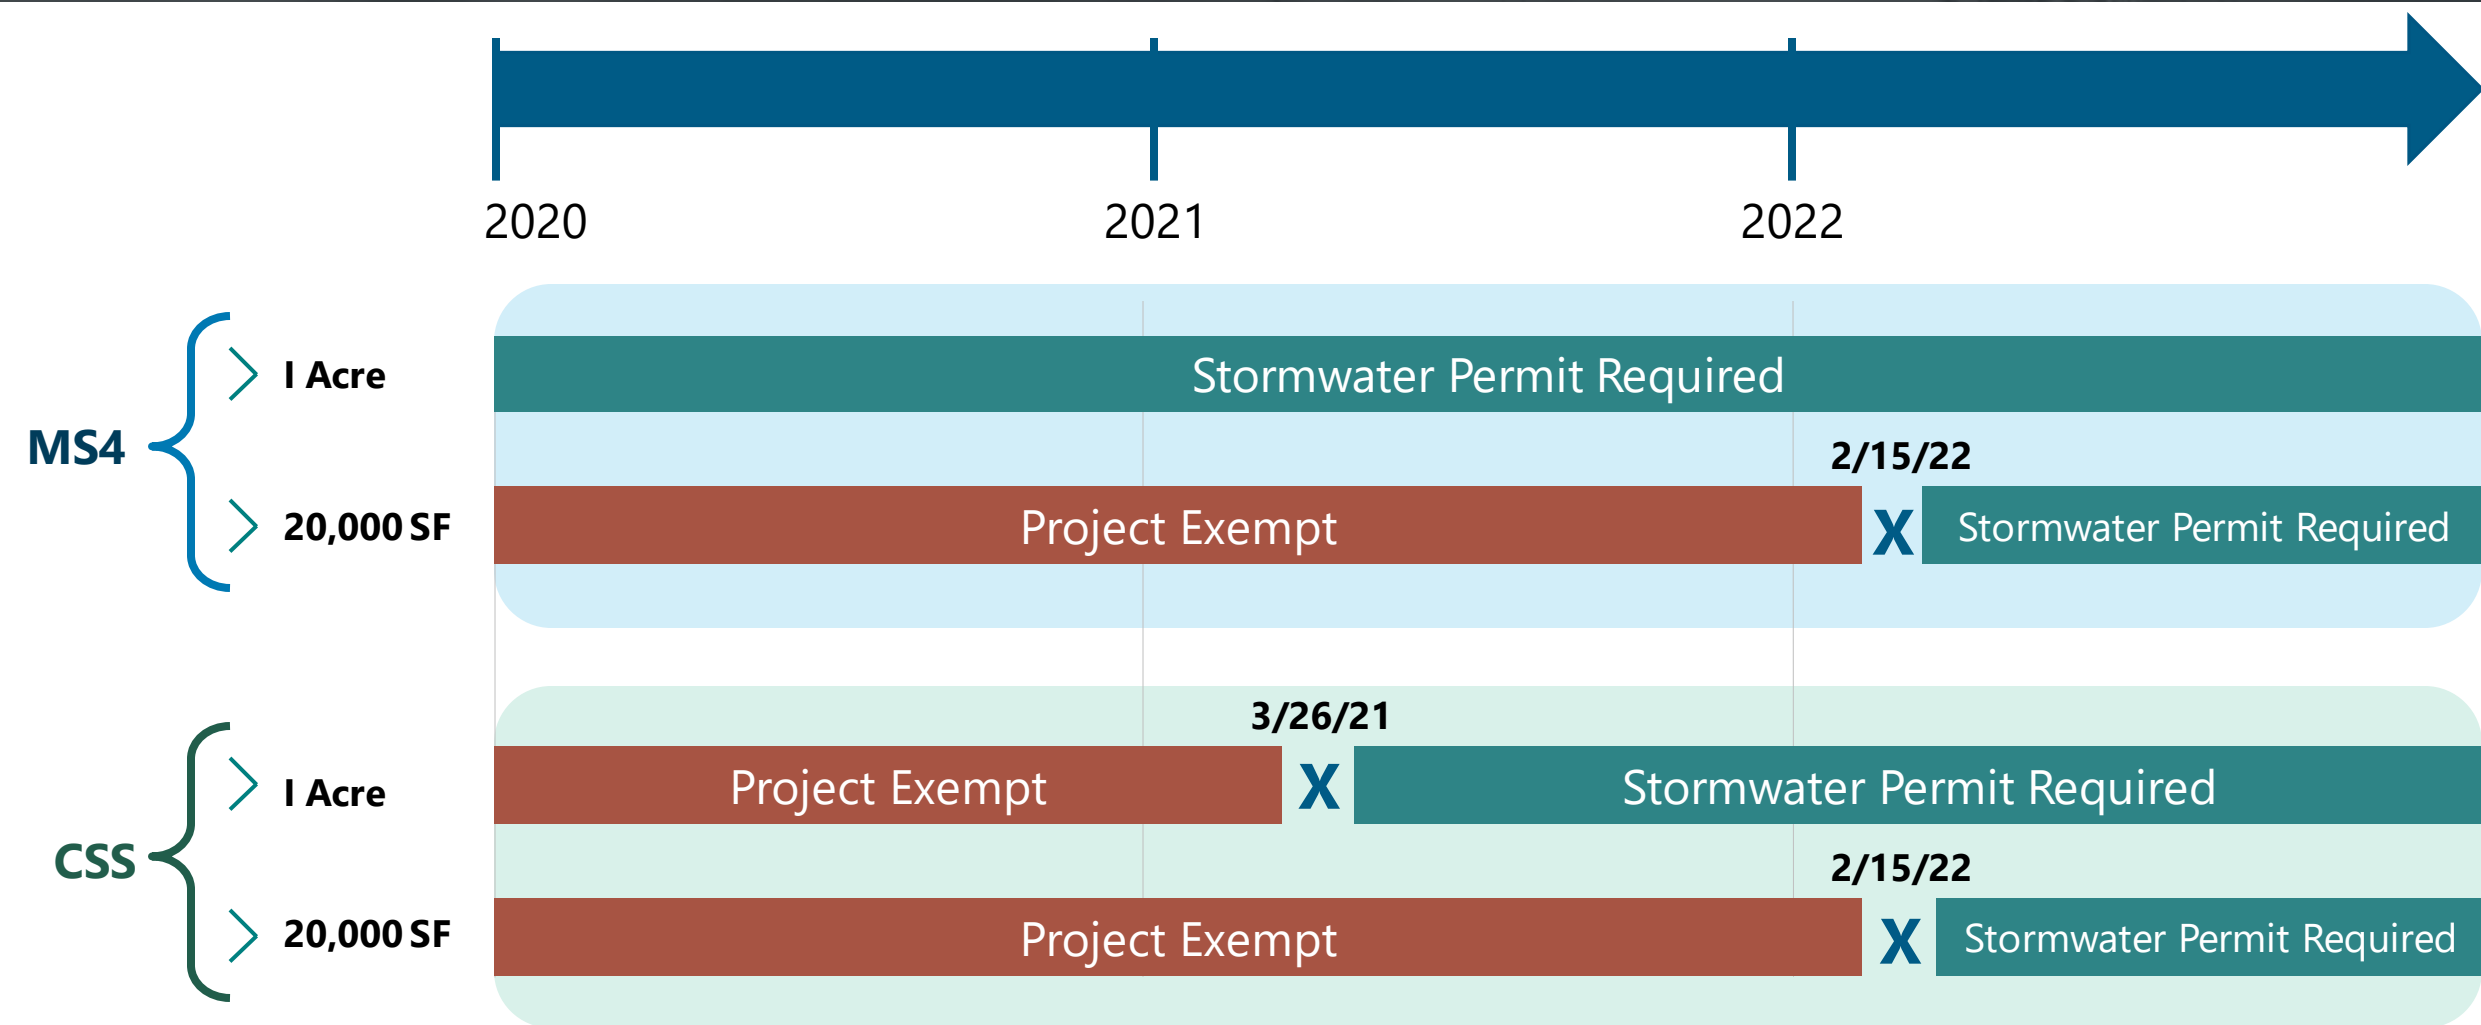 2020
2021
2022
MS4
I Acre
Stormwater Permit Required
2/15/22
20,000 SF
Project Exempt
X
Stormwater Permit Required
CSS
3/26/21
I Acre
Project Exempt
X
Stormwater Permit Required
2/15/22
20,000 SF
Project Exempt
X
Stormwater Permit Required